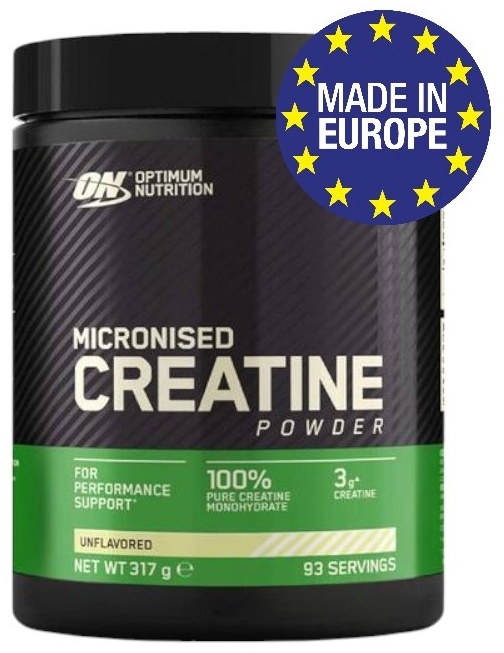 MADE IN
EUROPE
ON® OPTIMUM
NUTRITION
MICRONISED
CREATINE
POWDER
FOR
PERFORMANCE
SUPPORT*
100%
PURE CREATINE
MONOHYDRATE
3g▲
CREATINE
UNFLAVORED
NET WT 317 g ℮
93 SERVINGS